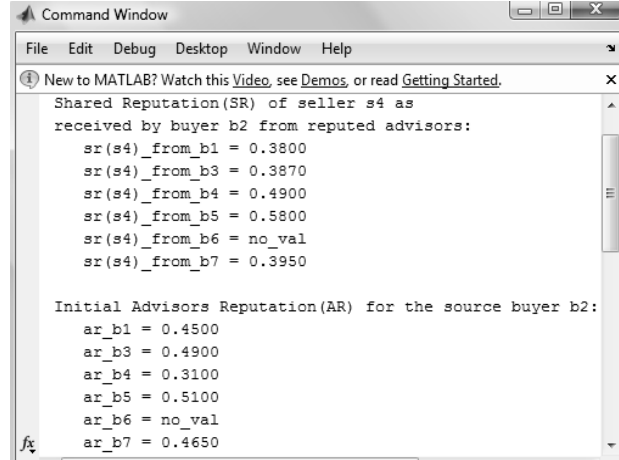 Command Window
File Edit Debug Desktop Window Help
New to MATLAB? Watch this Video, see Demos, or read Getting Started.
Shared Reputation(SR) of seller s4 as
received by buyer b2 from reputed advisors:
sr(s4)_from_b1 = 0.3800
sr(s4)_from_b3 = 0.3870
sr(s4)_from_b4 = 0.4900
sr(s4)_from_b5 = 0.5800
sr(s4)_from_b6 = no_val
sr(s4)_from_b7 = 0.3950
Initial Advisors Reputation(AR) for the source buyer b2:
ar_b1 = 0.4500
ar_b3 = 0.4900
ar_b4 = 0.3100
ar_b5 = 0.5100
ar_b6 = no_val
fx ar_b7 = 0.4650